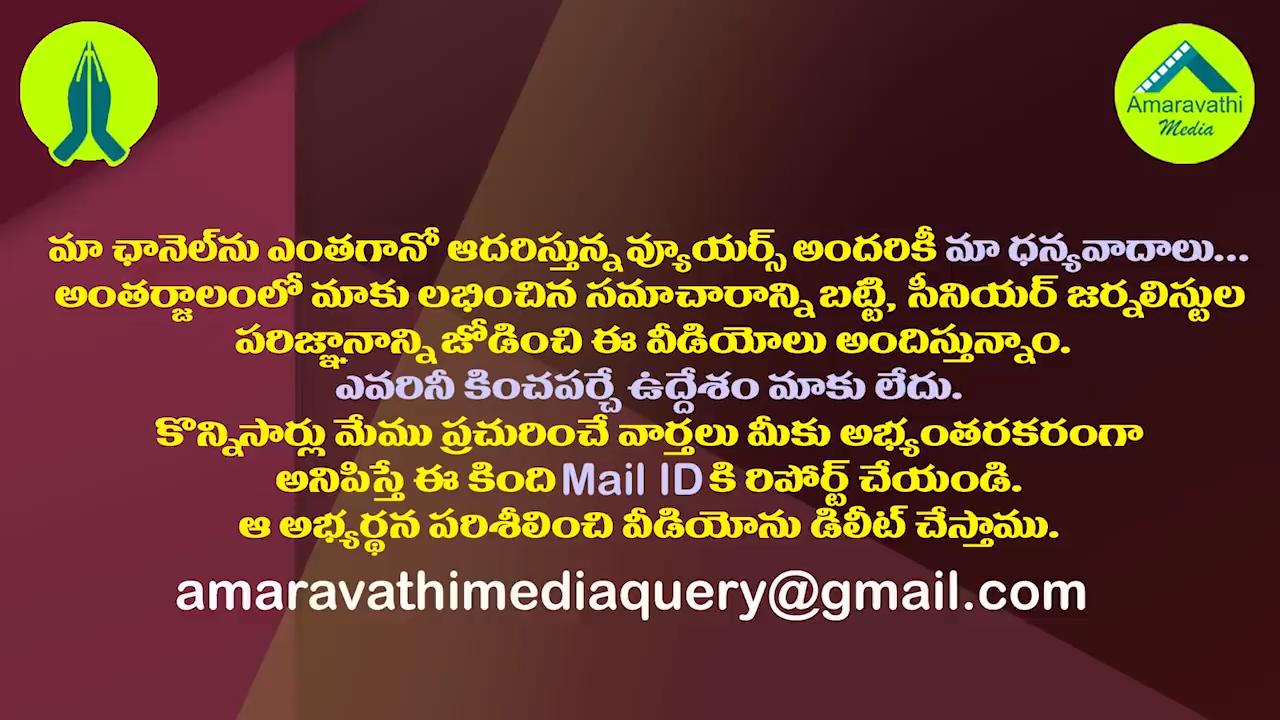 Amaravathi
Media
మా ఛానెల్‌ను ఎంతగానో ఆదరిస్తున్న వ్యూయర్స్ అందరికీ మా ధన్యవాదాలు...
అంతర్జాలంలో మాకు లభించిన సమాచారాన్ని బట్టి, సీనియర్ జర్నలిస్టుల
పరిజ్ఞానాన్ని జోడించి ఈ వీడియోలు అందిస్తున్నాం.
ఎవరినీ కించపర్చే ఉద్దేశం మాకు లేదు.
కొన్నిసార్లు మేము ప్రచురించే వార్తలు మీకు అభ్యంతరకరంగా
అనిపిస్తే ఈ కింది Mail ID కి రిపోర్ట్ చేయండి.
ఆ అభ్యర్థన పరిశీలించి వీడియోను డిలీట్ చేస్తాము.
amaravathimediaquery@gmail.com